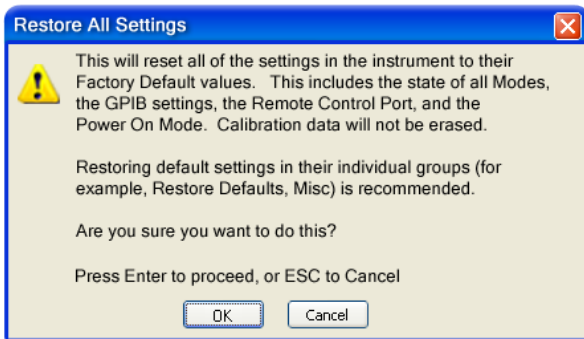 Restore All Settings
This will reset all of the settings in the instrument to their
Factory Default values. This includes the state of all Modes,
the GPIB settings, the Remote Control Port, and the
Power On Mode. Calibration data will not be erased.
Restoring default settings in their individual groups (for
example, Restore Defaults, Misc) is recommended.
Are you sure you want to do this?
Press Enter to proceed, or ESC to Cancel
OK
Cancel